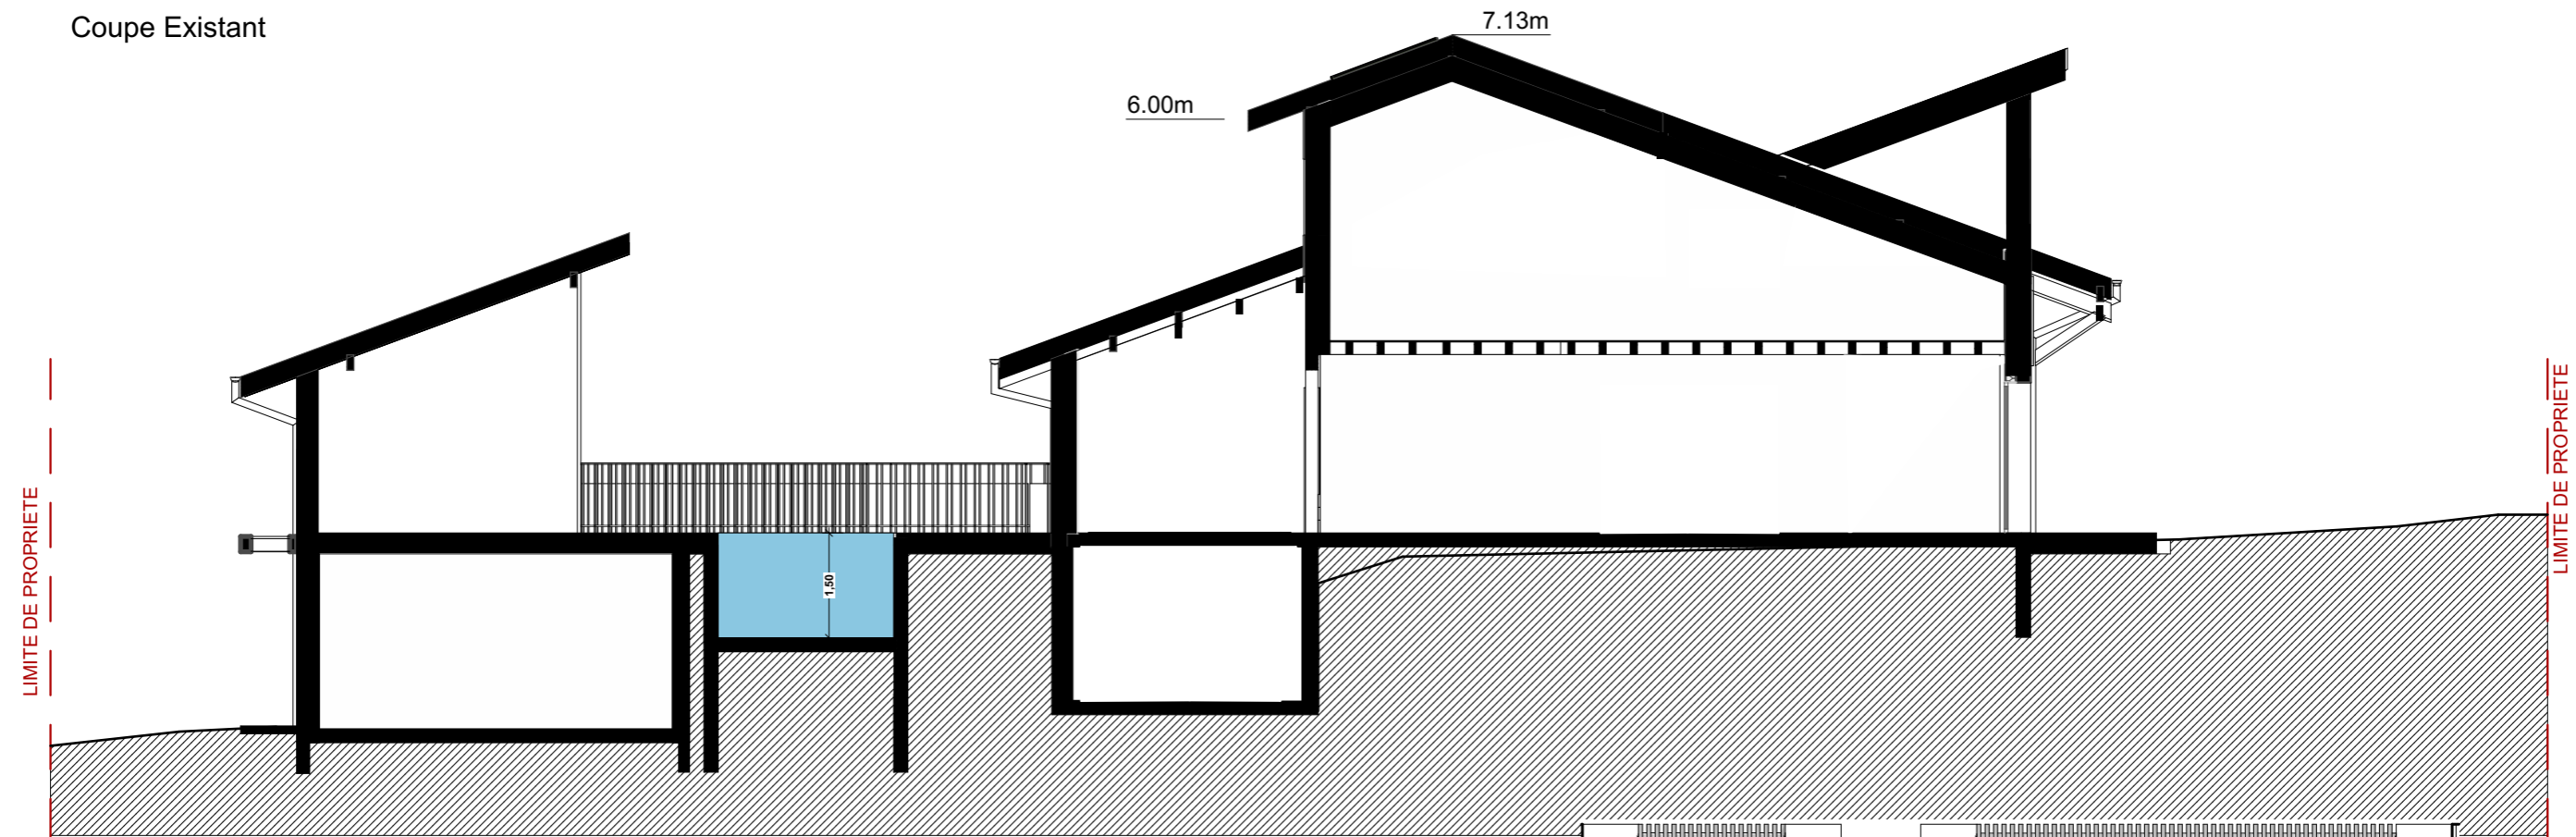 Coupe Existant
7.13m
6.00m
1,50
LIMITE DE PROPRIETE
LIMITE DE PROPRIETE